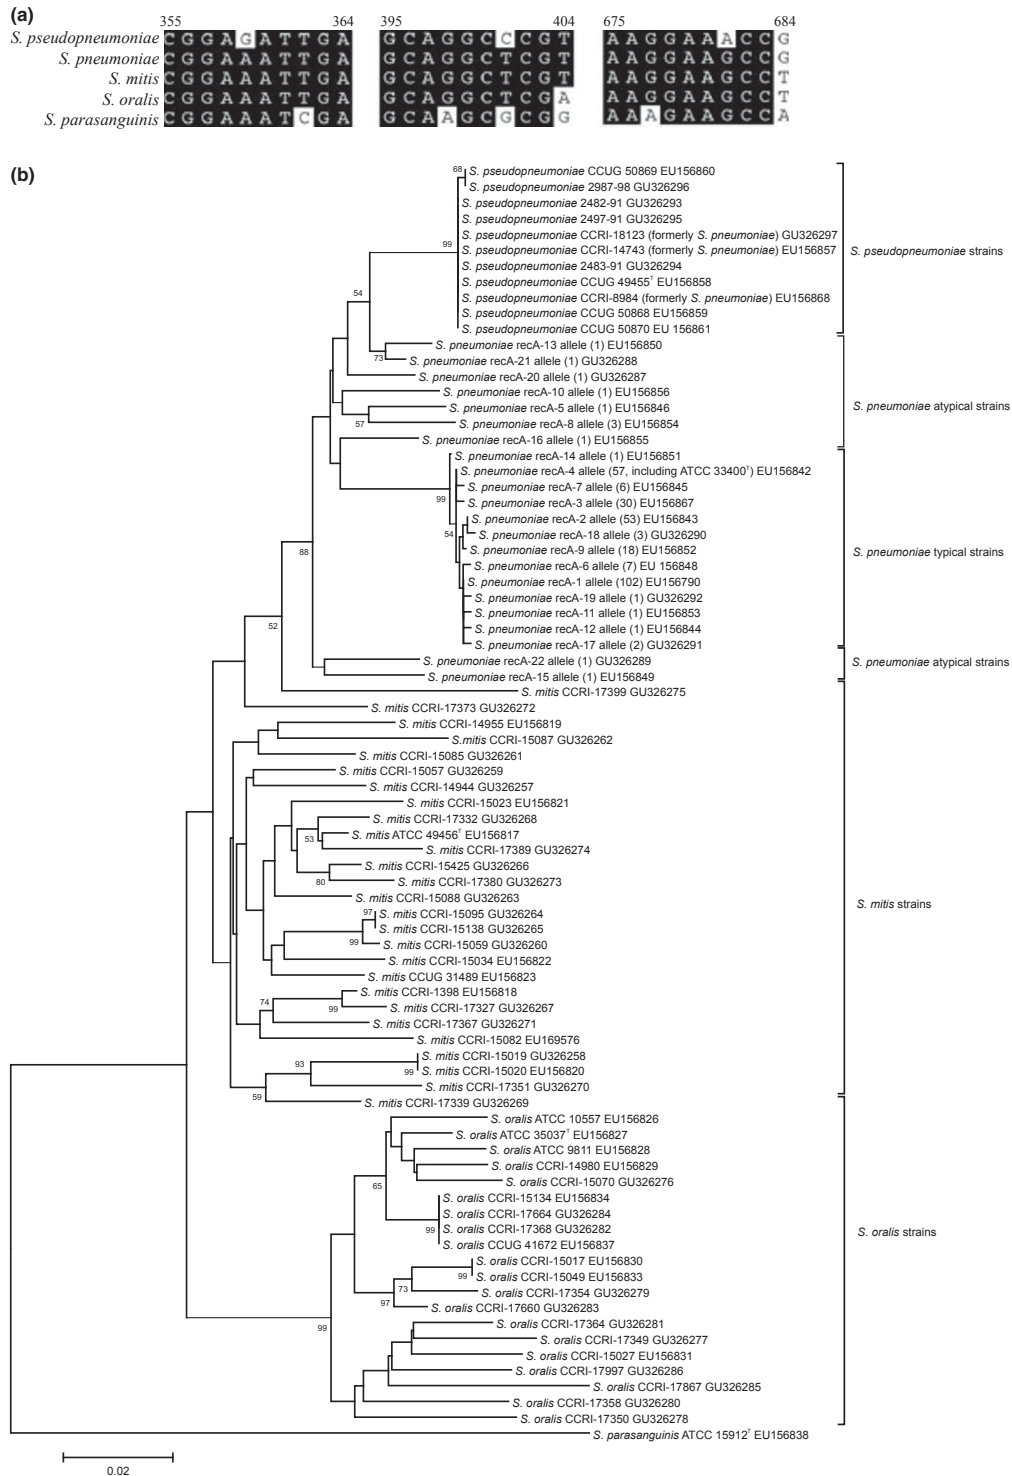 (a)
355 364 395 404 675 684
S. pseudopneumoniae CGGAGATTGA GCAGGCCCGT AAGGAAACCG
S. pneumoniae CGGAAATTGA GCAGGCTCGT AAGGAAGCCG
S. mitis CGGAAATTGA GCAGGCTCGT AAGGAAGCCT
S. oralis CGGAAATTGA GCAGGCTCGA AAGGAAGCCT
S. parasanguinis CGGAAATCGA GCAAGCGCGG AAAGAAGCCA
(b)
68 S. pseudopneumoniae CCUG 50869 EU156860
S. pseudopneumoniae 2987-98 GU326296
S. pseudopneumoniae 2482-91 GU326293
S. pseudopneumoniae 2497-91 GU326295
S. pseudopneumoniae CCRI-18123 (formerly S. pneumoniae) GU326297
99 S. pseudopneumoniae CCRI-14743 (formerly S. pneumoniae) EU156857
S. pseudopneumoniae strains
S. pseudopneumoniae 2483-91 GU326294
S. pseudopneumoniae CCUG 49455T EU156858
54 S. pseudopneumoniae CCRI-8984 (formerly S. pneumoniae) EU156868
S. pseudopneumoniae CCUG 50868 EU156859
S. pseudopneumoniae CCUG 50870 EU 156861
S. pneumoniae recA-13 allele (1) EU156850
73 S. pneumoniae recA-21 allele (1) GU326288
S. pneumoniae recA-20 allele (1) GU326287
S. pneumoniae recA-10 allele (1) EU156856
S. pneumoniae recA-5 allele (1) EU156846
S. pneumoniae atypical strains
57 S. pneumoniae recA-8 allele (3) EU156854
S. pneumoniae recA-16 allele (1) EU156855
S. pneumoniae recA-14 allele (1) EU156851
S. pneumoniae recA-4 allele (57, including ATCC 33400T) EU156842
S. pneumoniae recA-7 allele (6) EU156845
99 S. pneumoniae recA-3 allele (30) EU156867
S. pneumoniae recA-2 allele (53) EU156843
54 S. pneumoniae recA-18 allele (3) GU326290
S. pneumoniae recA-9 allele (18) EU156852
88 S. pneumoniae typical strains
S. pneumoniae recA-6 allele (7) EU 156848
S. pneumoniae recA-1 allele (102) EU156790
S. pneumoniae recA-19 allele (1) GU326292
S. pneumoniae recA-11 allele (1) EU156853
52 S. pneumoniae recA-12 allele (1) EU156844
S. pneumoniae recA-17 allele (2) GU326291
S. pneumoniae recA-22 allele (1) GU326289
S. pneumoniae atypical strains
S. pneumoniae recA-15 allele (1) EU156849
S. mitis CCRI-17399 GU326275
S. mitis CCRI-17373 GU326272
S. mitis CCRI-14955 EU156819
S.mitis CCRI-15087 GU326262
S. mitis CCRI-15085 GU326261
S. mitis CCRI-15057 GU326259
S. mitis CCRI-14944 GU326257
S. mitis CCRI-15023 EU156821
S. mitis CCRI-17332 GU326268
53 S. mitis ATCC 49456T EU156817
S. mitis CCRI-17389 GU326274
S. mitis CCRI-15425 GU326266
80 S. mitis CCRI-17380 GU326273
S. mitis CCRI-15088 GU326263
S. mitis strains
97 S. mitis CCRI-15095 GU326264
S. mitis CCRI-15138 GU326265
99 S. mitis CCRI-15059 GU326260
S. mitis CCRI-15034 EU156822
S. mitis CCUG 31489 EU156823
S. mitis CCRI-1398 EU156818
74 99 S. mitis CCRI-17327 GU326267
S. mitis CCRI-17367 GU326271
S. mitis CCRI-15082 EU169576
S. mitis CCRI-15019 GU326258
93 99 S. mitis CCRI-15020 EU156820
S. mitis CCRI-17351 GU326270
59 S. mitis CCRI-17339 GU326269
S. oralis ATCC 10557 EU156826
S. oralis ATCC 35037T EU156827
S. oralis ATCC 9811 EU156828
S. oralis CCRI-14980 EU156829
S. oralis CCRI-15070 GU326276
65 S. oralis CCRI-15134 EU156834
S. oralis CCRI-17664 GU326284
99 S. oralis CCRI-17368 GU326282
S. oralis strains
S. oralis CCUG 41672 EU156837
S. oralis CCRI-15017 EU156830
99 S. oralis CCRI-15049 EU156833
73 S. oralis CCRI-17354 GU326279
97 S. oralis CCRI-17660 GU326283
S. oralis CCRI-17364 GU326281
99 S. oralis CCRI-17349 GU326277
S. oralis CCRI-15027 EU156831
S. oralis CCRI-17997 GU326286
S. oralis CCRI-17867 GU326285
S. oralis CCRI-17358 GU326280
S. oralis CCRI-17350 GU326278
S. parasanguinis ATCC 15912T EU156838
0.02